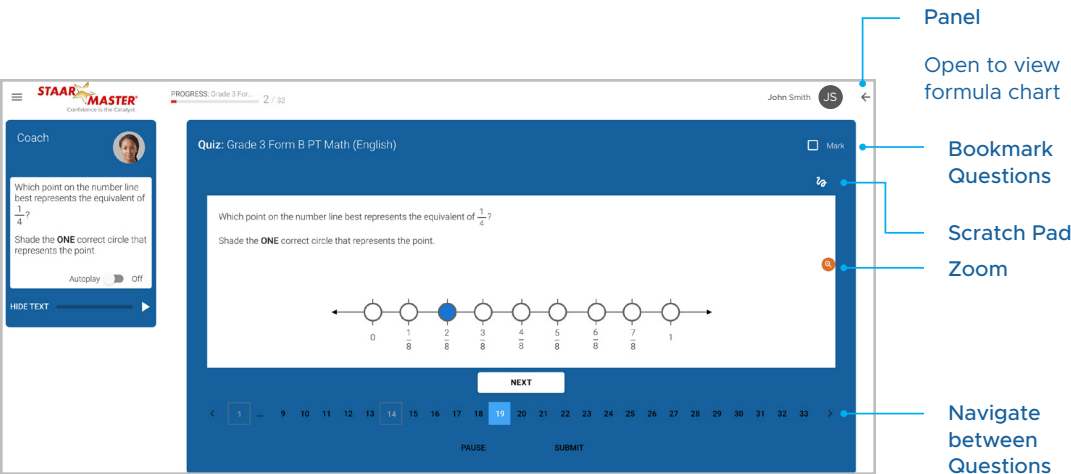 Panel
Open to view
formula chart
STAAR
MASTER®
Confidence Is the Catalyst
PROGRESS: Grade 3 For...
2 / 32
John Smith
JS
Coach
Quiz: Grade 3 Form B PT Math (English)
Mark
Bookmark
Questions
Which point on the number line
best represents the equivalent of
1/4?
Shade the ONE correct circle that
represents the point.
Autoplay Off
HIDE TEXT
Which point on the number line best represents the equivalent of 1/4?
Shade the ONE correct circle that represents the point.
Scratch Pad
Zoom
0 1/8 2/8 3/8 4/8 5/8 6/8 7/8 1
NEXT
< 1 ... 9 10 11 12 13 14 15 16 17 18 19 20 21 22 23 24 25 26 27 28 29 30 31 32 33 >
PAUSE SUBMIT
Navigate
between
Questions